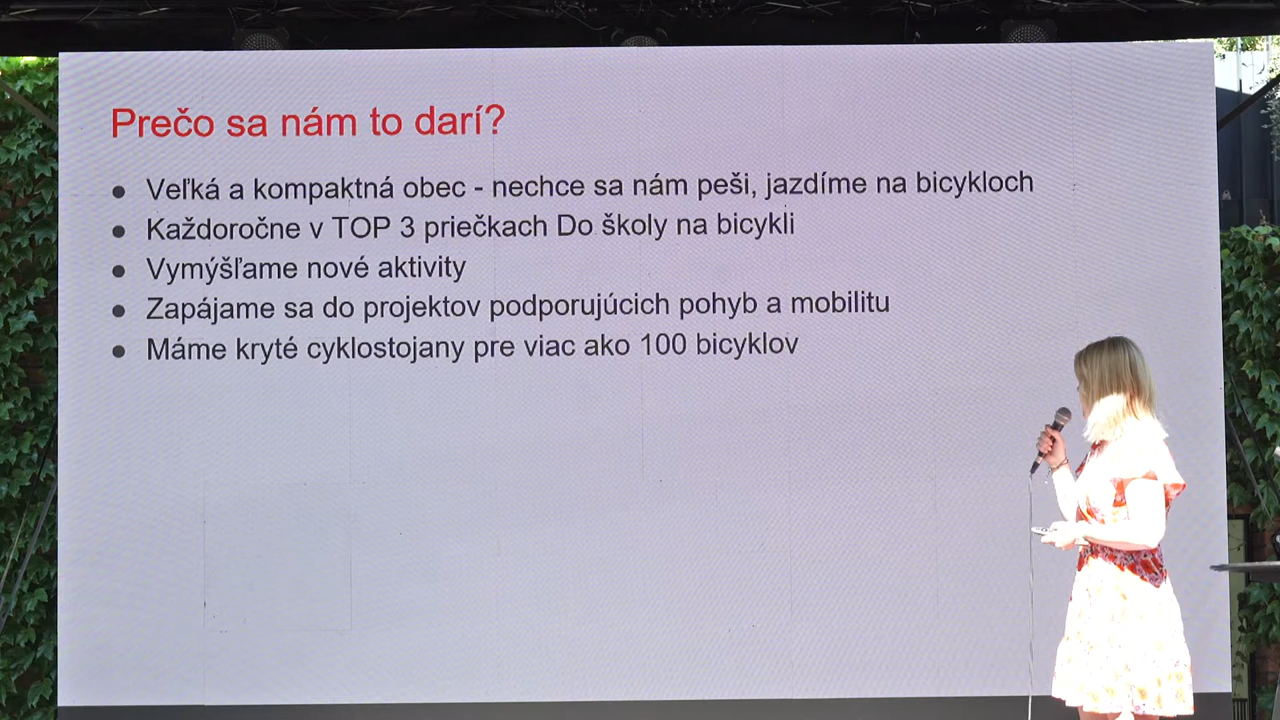 Prečo sa nám to darí?
● Veľká a kompaktná obec - nechce sa nám peši, jazdíme na bicykloch
● Každoročne v TOP 3 priečkach Do školy na bicykli
● Vymýšľame nové aktivity
● Zapájame sa do projektov podporujúcich pohyb a mobilitu
● Máme kryté cyklostojany pre viac ako 100 bicyklov